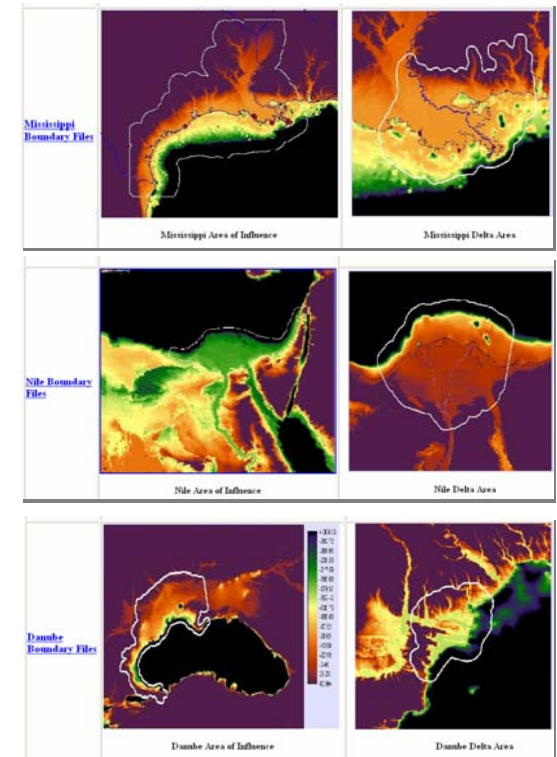 Mississippi
Boundary Files
Mississippi Area of Influence
Mississippi Delta Area
Nile Boundary
Files
Nile Area of Influence
Nile Delta Area
Danube
Boundary Files
Danube Area of Influence
Danube Delta Area